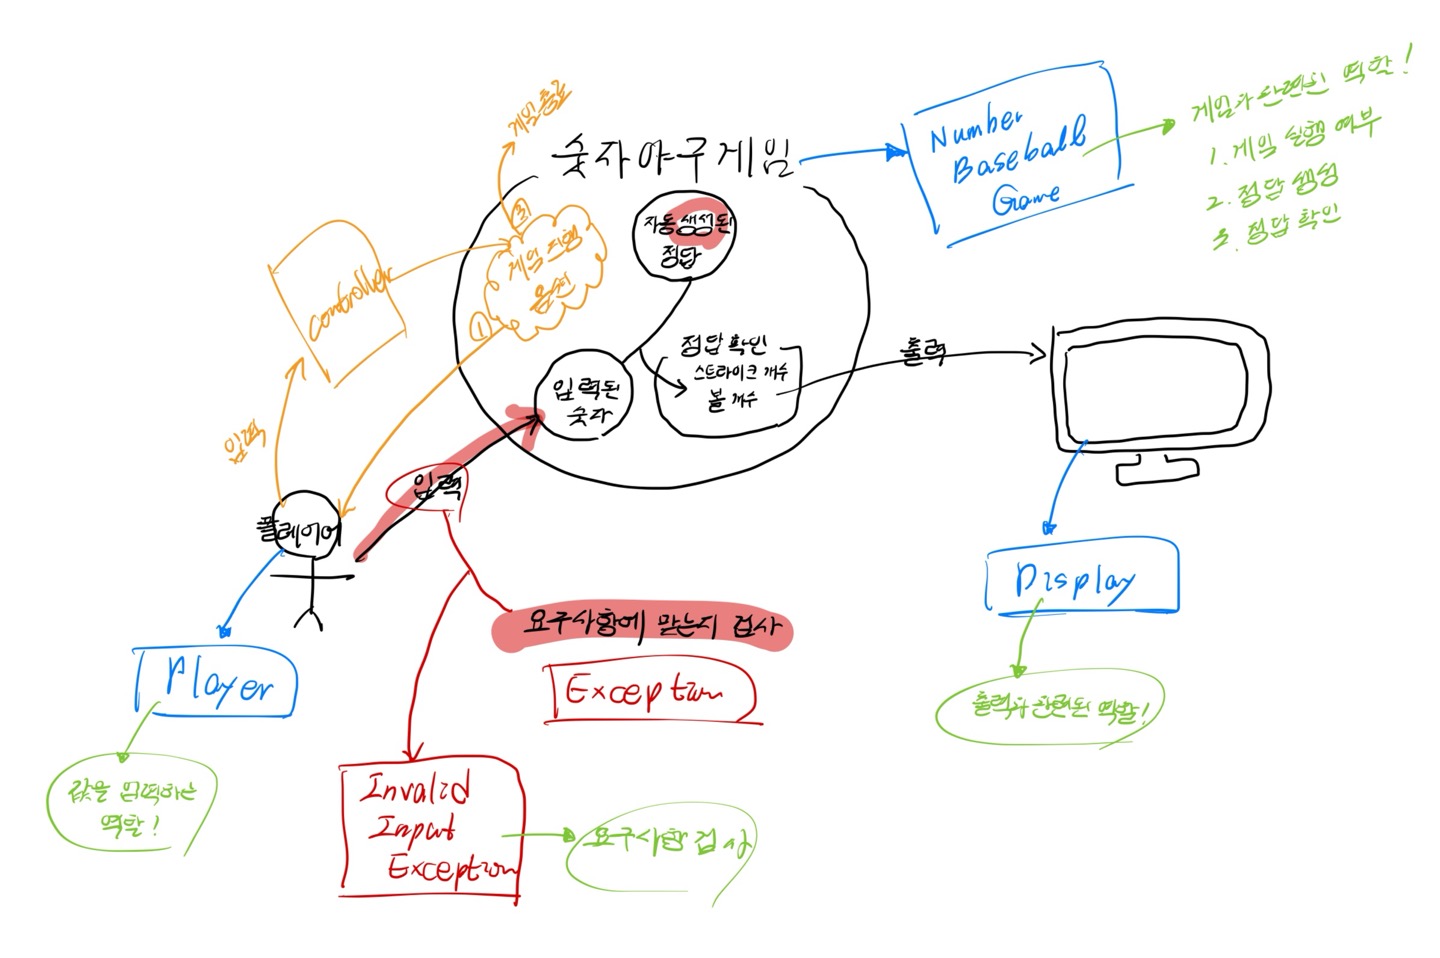 게임종료
숫자야구게임
Number
Baseball
Game
게임과 관련된 역할!
1. 게임 실행 여부
2. 정답 생성
3. 정답 확인
자동 생성된
정답
③
게임 진행
옵션
①
controller
정답 확인
스트라이크 개수
볼 개수
출력
입력된
숫자
입력
입력
플레이어
Display
출력과 관련된 역할!
요구사항에 맞는지 검사
Exception
Player
값을 입력하는
역할!
Invalid
Input
Exception
요구사항 검사